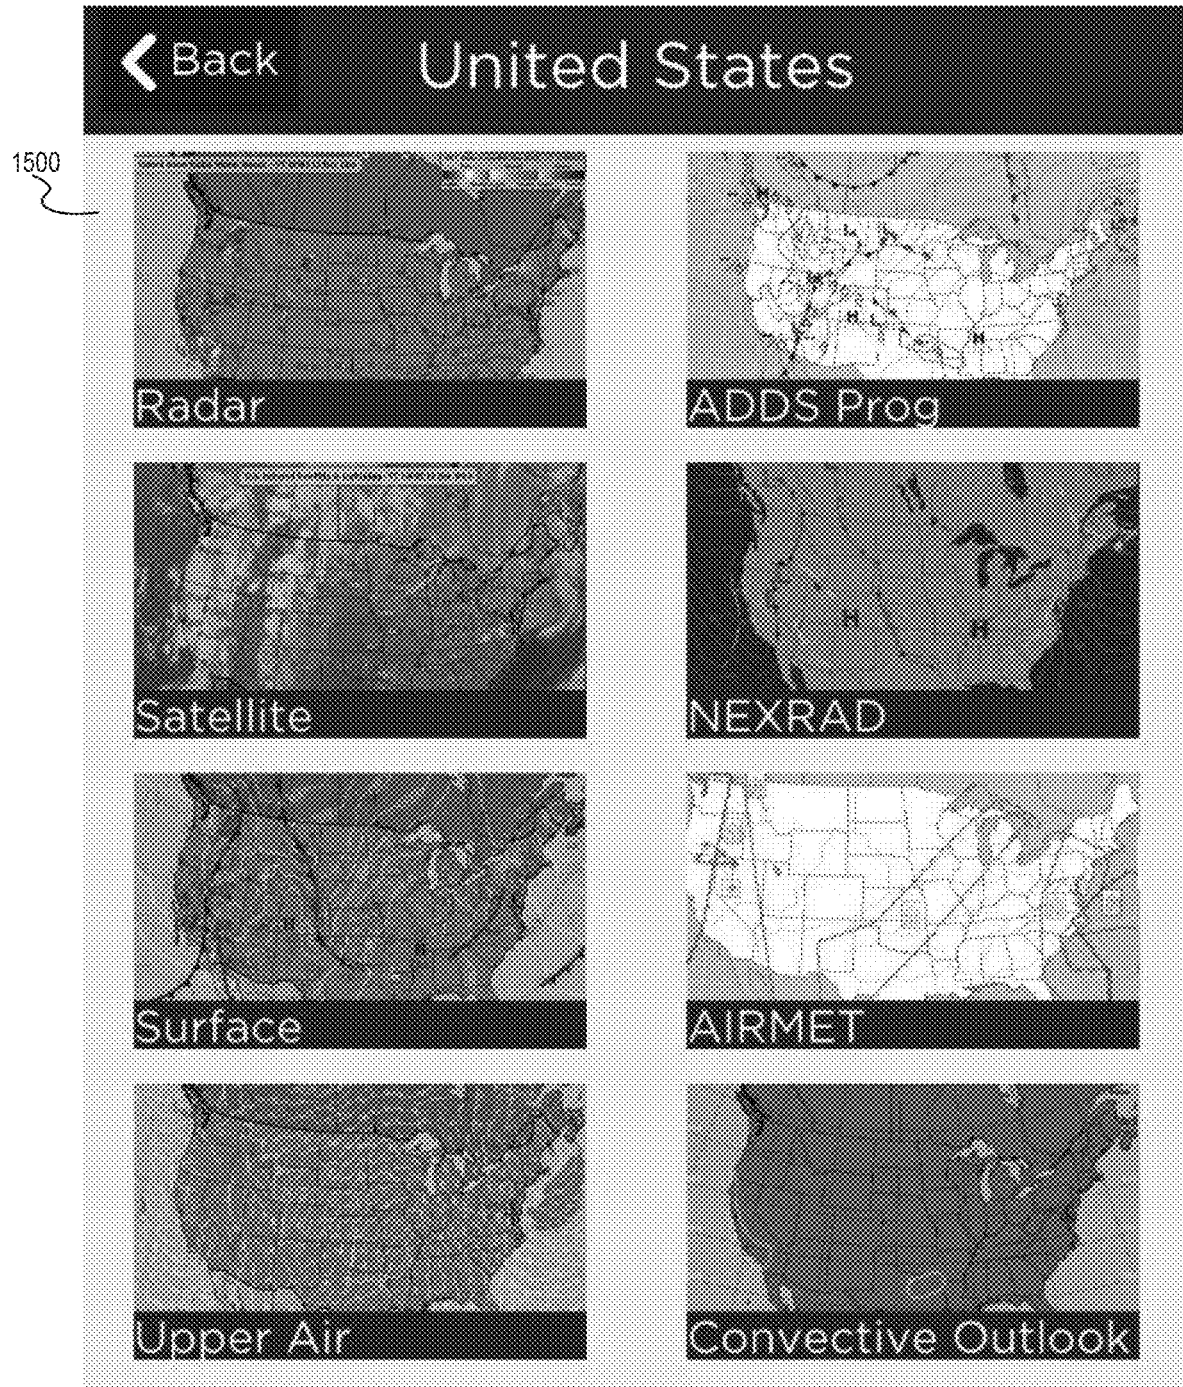 Back
United States
1500
Radar
ADDS Prog
H
H
H
Satellite
NEXRAD
H
H
Surface
H
AIRMET
Upper Air
Convective Outlook